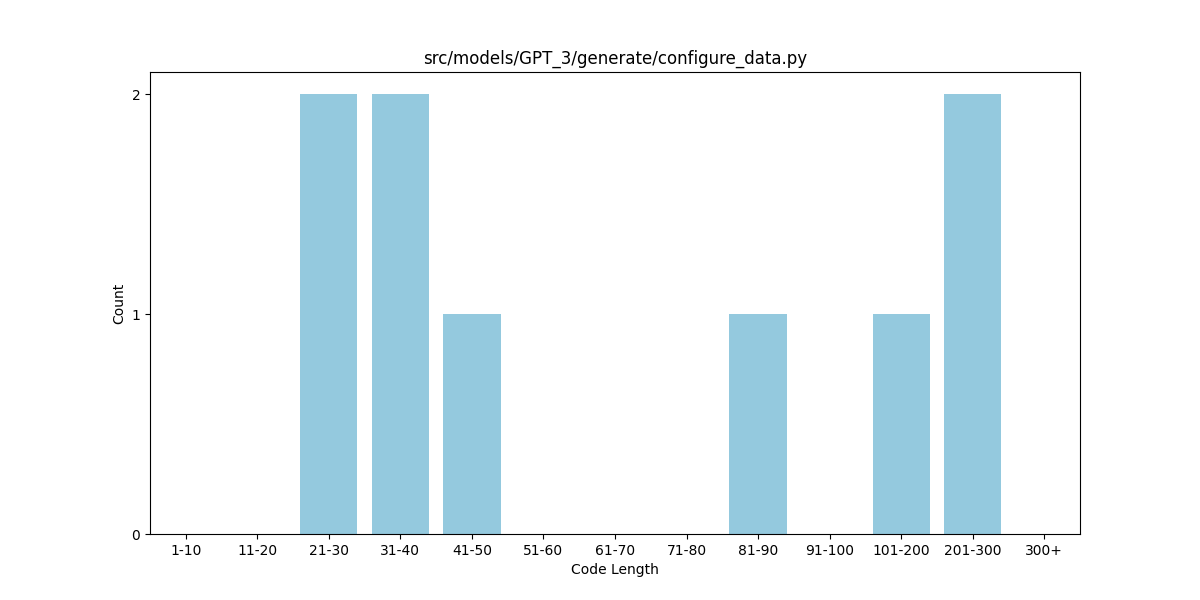 src/models/GPT_3/generate/configure_data.py
2
1
0
Count
1-10 11-20 21-30 31-40 41-50 51-60 61-70 71-80 81-90 91-100 101-200 201-300 300+
Code Length